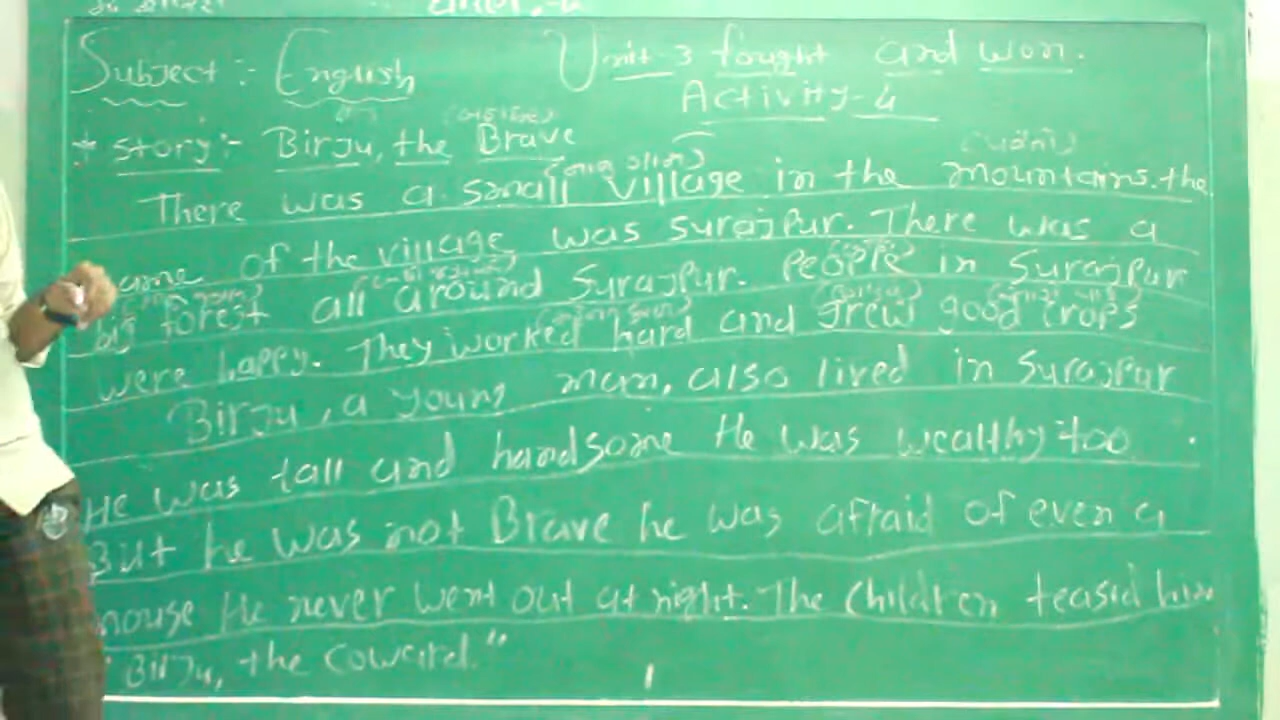 Subject :- English Unit-3 fought and won.
Activity-4
* Story:- Birju, the Brave
There was a small village in the mountains. the
name of the village was surajpur. There was a
big forest all around Surajpur. People in Surajpur
were happy. They worked hard and grew good crops
Birju, a young man, also lived in Surajpur
He was tall and handsome He was wealthy too.
But he was not Brave he was afraid of even a
mouse He never went out at night. The children teased him
"Birju, the coward."